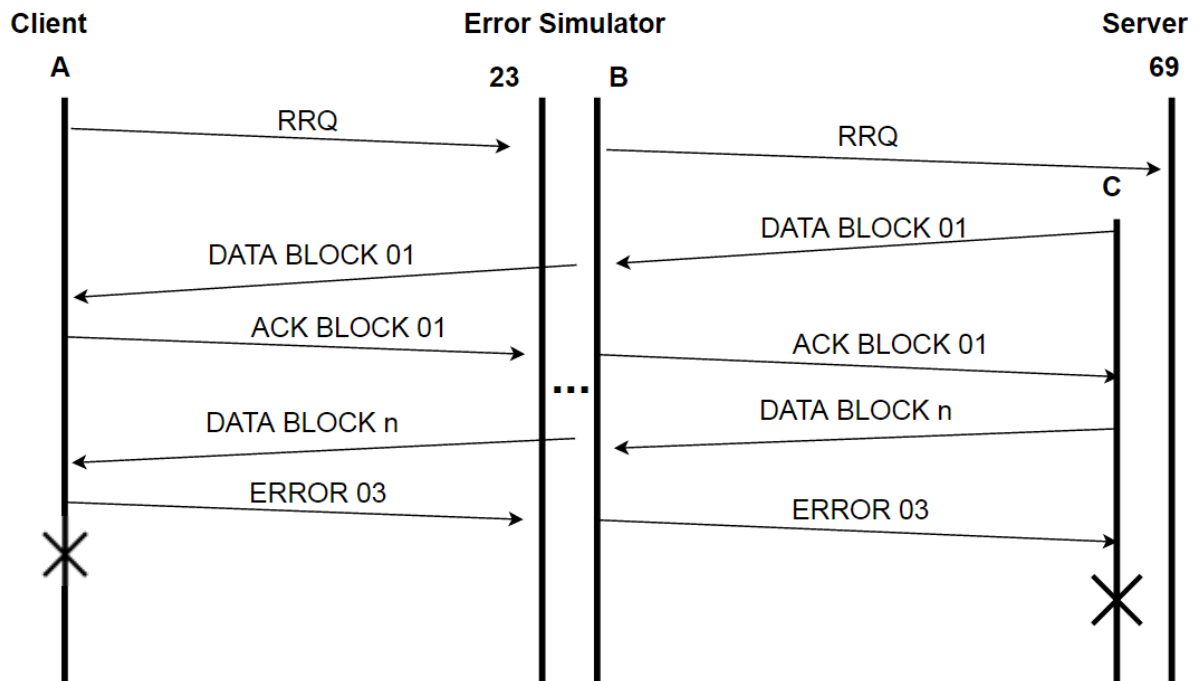 Client
Error Simulator
Server
A
23
B
69
RRQ
RRQ
C
DATA BLOCK 01
DATA BLOCK 01
ACK BLOCK 01
ACK BLOCK 01
...
DATA BLOCK n
DATA BLOCK n
ERROR 03
ERROR 03